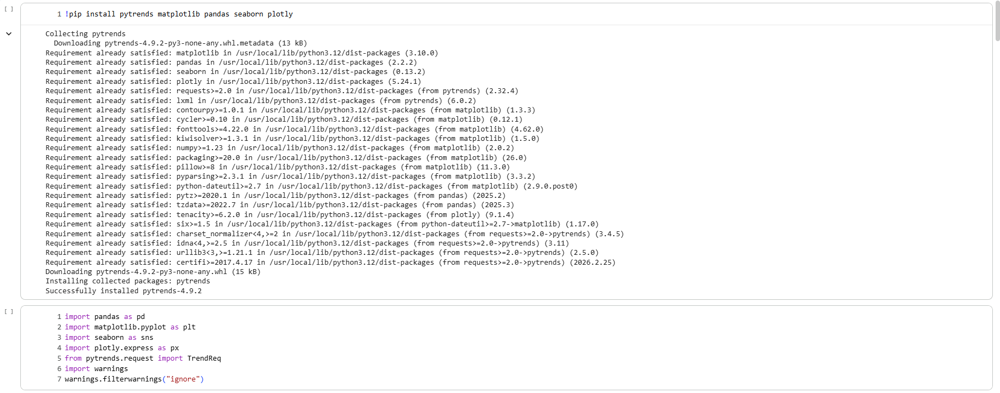 [ ]
1 !pip install pytrends matplotlib pandas seaborn plotly
Collecting pytrends
  Downloading pytrends-4.9.2-py3-none-any.whl.metadata (13 kB)
Requirement already satisfied: matplotlib in /usr/local/lib/python3.12/dist-packages (3.10.0)
Requirement already satisfied: pandas in /usr/local/lib/python3.12/dist-packages (2.2.2)
Requirement already satisfied: seaborn in /usr/local/lib/python3.12/dist-packages (0.13.2)
Requirement already satisfied: plotly in /usr/local/lib/python3.12/dist-packages (5.24.1)
Requirement already satisfied: requests>=2.0 in /usr/local/lib/python3.12/dist-packages (from pytrends) (2.32.4)
Requirement already satisfied: lxml in /usr/local/lib/python3.12/dist-packages (from pytrends) (6.0.2)
Requirement already satisfied: contourpy>=1.0.1 in /usr/local/lib/python3.12/dist-packages (from matplotlib) (1.3.3)
Requirement already satisfied: cycler>=0.10 in /usr/local/lib/python3.12/dist-packages (from matplotlib) (0.12.1)
Requirement already satisfied: fonttools>=4.22.0 in /usr/local/lib/python3.12/dist-packages (from matplotlib) (4.62.0)
Requirement already satisfied: kiwisolver>=1.3.1 in /usr/local/lib/python3.12/dist-packages (from matplotlib) (1.5.0)
Requirement already satisfied: numpy>=1.23 in /usr/local/lib/python3.12/dist-packages (from matplotlib) (2.0.2)
Requirement already satisfied: packaging>=20.0 in /usr/local/lib/python3.12/dist-packages (from matplotlib) (26.0)
Requirement already satisfied: pillow>=8 in /usr/local/lib/python3.12/dist-packages (from matplotlib) (11.3.0)
Requirement already satisfied: pyparsing>=2.3.1 in /usr/local/lib/python3.12/dist-packages (from matplotlib) (3.3.2)
Requirement already satisfied: python-dateutil>=2.7 in /usr/local/lib/python3.12/dist-packages (from matplotlib) (2.9.0.post0)
Requirement already satisfied: pytz>=2020.1 in /usr/local/lib/python3.12/dist-packages (from pandas) (2025.2)
Requirement already satisfied: tzdata>=2022.7 in /usr/local/lib/python3.12/dist-packages (from pandas) (2025.3)
Requirement already satisfied: tenacity>=6.2.0 in /usr/local/lib/python3.12/dist-packages (from plotly) (9.1.4)
Requirement already satisfied: six>=1.5 in /usr/local/lib/python3.12/dist-packages (from python-dateutil>=2.7->matplotlib) (1.17.0)
Requirement already satisfied: charset_normalizer<4,>=2 in /usr/local/lib/python3.12/dist-packages (from requests>=2.0->pytrends) (3.4.5)
Requirement already satisfied: idna<4,>=2.5 in /usr/local/lib/python3.12/dist-packages (from requests>=2.0->pytrends) (3.11)
Requirement already satisfied: urllib3<3,>=1.21.1 in /usr/local/lib/python3.12/dist-packages (from requests>=2.0->pytrends) (2.5.0)
Requirement already satisfied: certifi>=2017.4.17 in /usr/local/lib/python3.12/dist-packages (from requests>=2.0->pytrends) (2026.2.25)
Downloading pytrends-4.9.2-py3-none-any.whl (15 kB)
Installing collected packages: pytrends
Successfully installed pytrends-4.9.2
[ ]
1 import pandas as pd
2 import matplotlib.pyplot as plt
3 import seaborn as sns
4 import plotly.express as px
5 from pytrends.request import TrendReq
6 import warnings
7 warnings.filterwarnings("ignore")